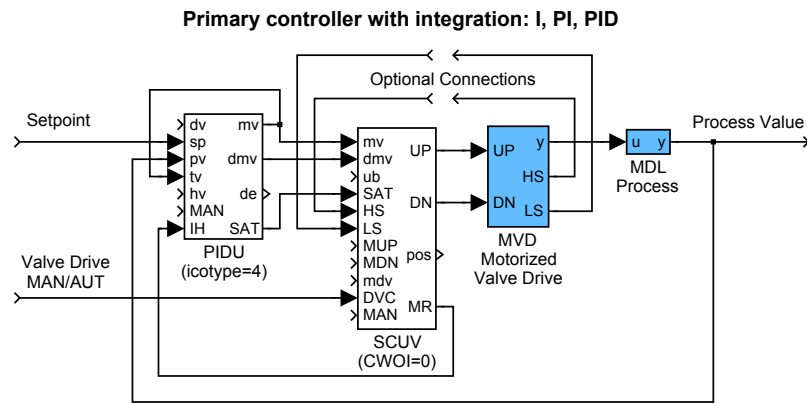 Primary controller with integration: I, PI, PID
Optional Connections
Setpoint
Process Value
dv
sp
pv
tv
hv
MAN
IH
mv
dmv
de
SAT
PIDU
(icotype=4)
Valve Drive
MAN/AUT
mv
dmv
ub
SAT
HS
LS
MUP
MDN
mdv
DVC
MAN
UP
DN
pos
MR
SCUV
(CWOI=0)
UP
DN
y
HS
LS
MVD
Motorized
Valve Drive
u
y
MDL
Process